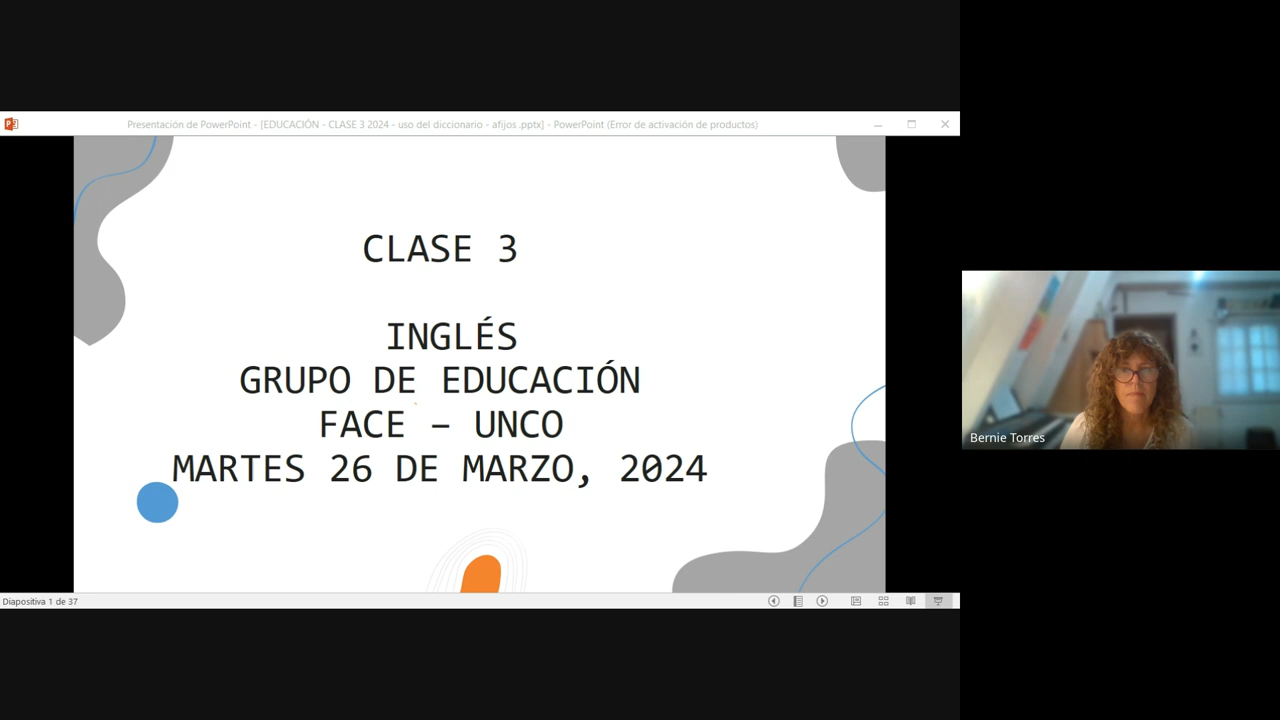 Presentación de PowerPoint - [EDUCACIÓN - CLASE 3 2024 - uso del diccionario - afijos .pptx] - PowerPoint (Error de activación de productos)
CLASE 3
INGLÉS
GRUPO DE EDUCACIÓN
FACE – UNCO
MARTES 26 DE MARZO, 2024
Bernie Torres
Diapositiva 1 de 37